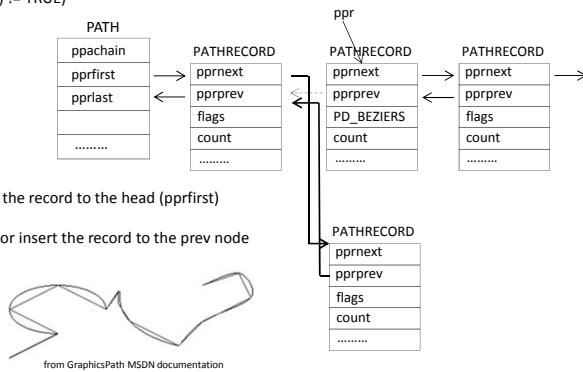 ) != TRUE)
ppr
PATH
ppachain
pprfirst
pprlast
………
PATHRECORD
pprnext
pprprev
flags
count
………
PATHRECORD
pprnext
pprprev
PD_BEZIERS
count
………
PATHRECORD
pprnext
pprprev
flags
count
………
the record to the head (pprfirst)
or insert the record to the prev node
PATHRECORD
pprnext
pprprev
flags
count
………
from GraphicsPath MSDN documentation